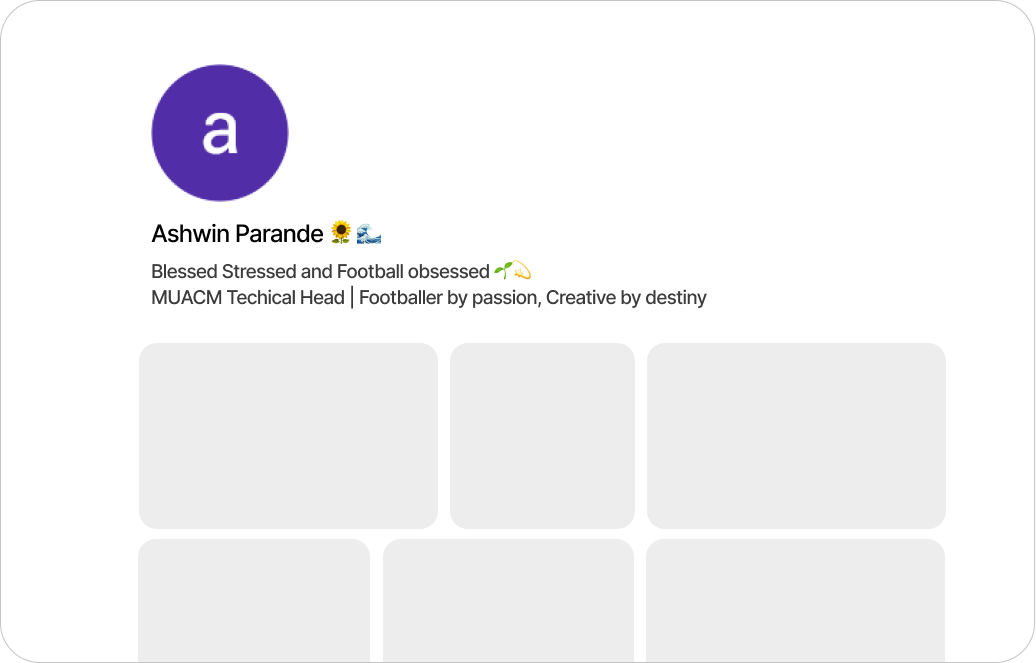 a
Ashwin Parande 🌻🌊
Blessed Stressed and Football obsessed 🌱💫
MUACM Techical Head | Footballer by passion, Creative by destiny